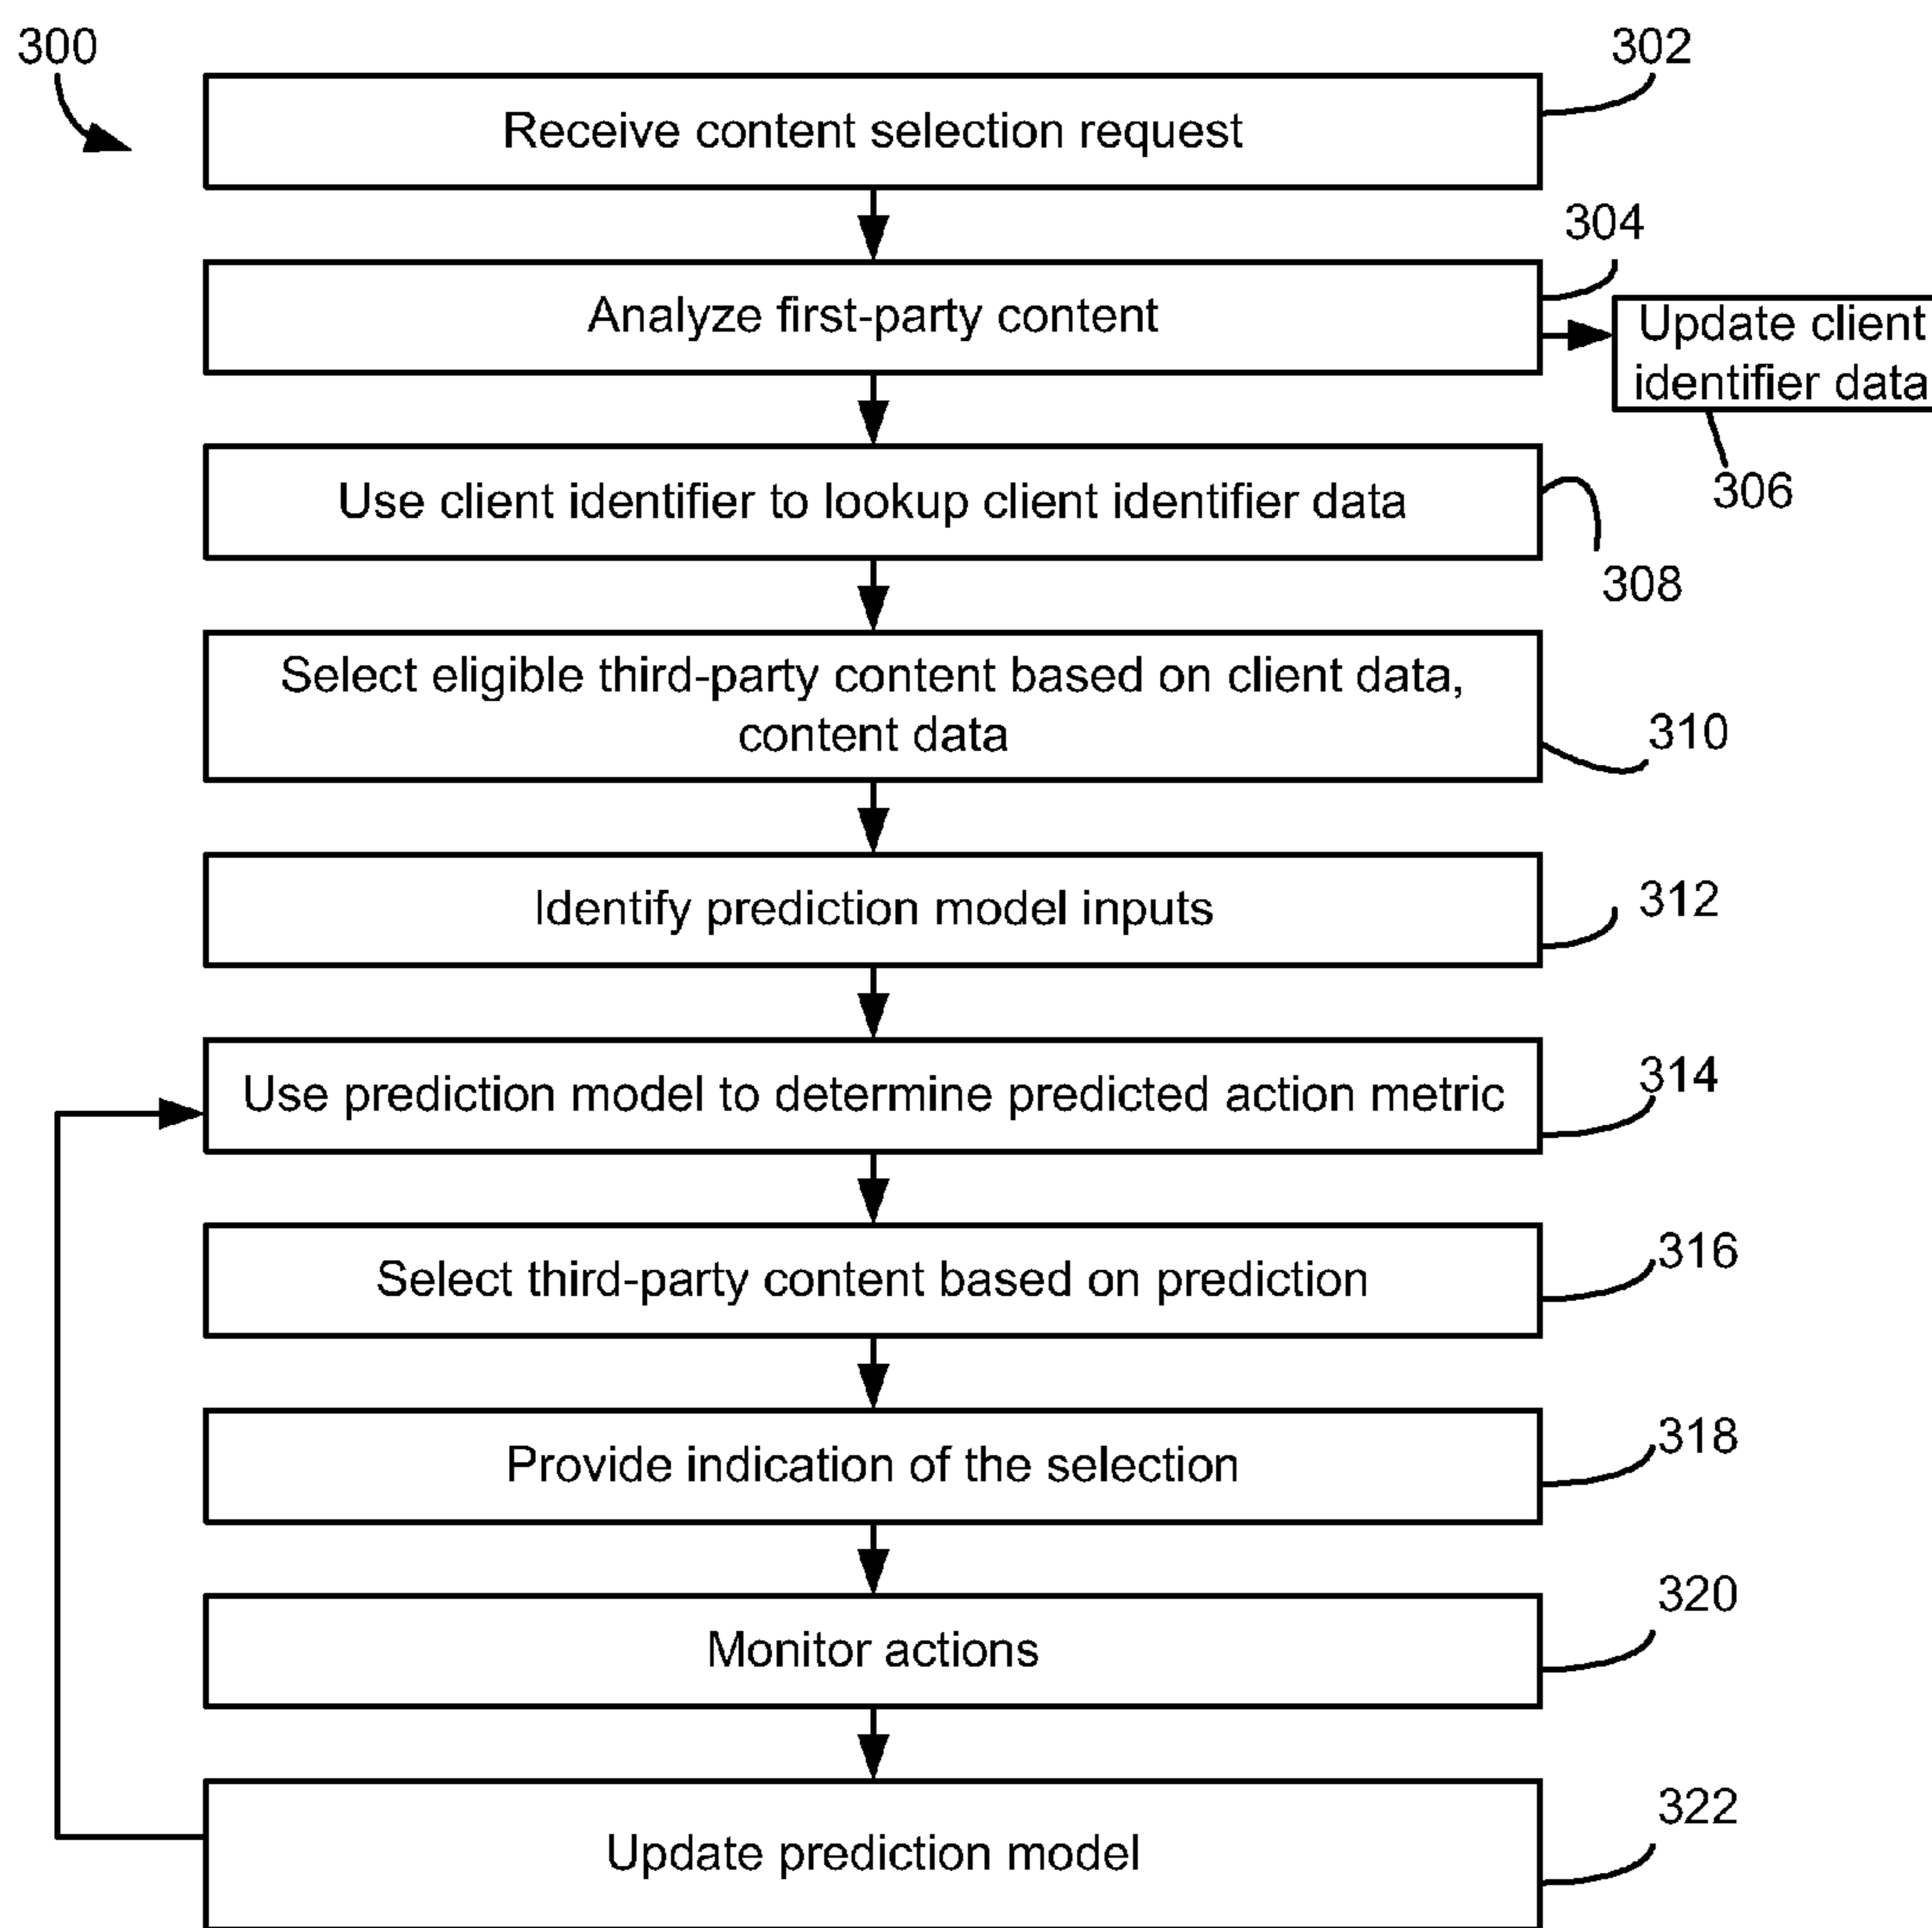 300
302
Receive content selection request
304
Analyze first-party content
Update client
identifier data
306
Use client identifier to lookup client identifier data
308
Select eligible third-party content based on client data,
content data
310
Identify prediction model inputs
312
Use prediction model to determine predicted action metric
314
Select third-party content based on prediction
316
Provide indication of the selection
318
Monitor actions
320
Update prediction model
322